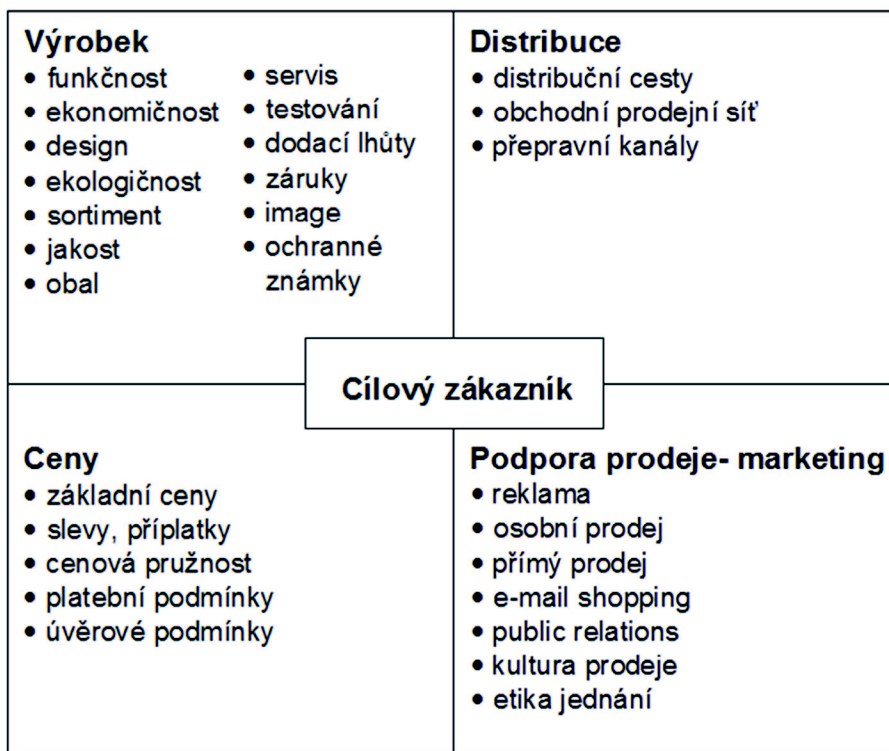 Výrobek
• funkčnost
• ekonomičnost
• design
• ekologičnost
• sortiment
• jakost
• obal
• servis
• testování
• dodací lhůty
• záruky
• image
• ochranné
známky
Distribuce
• distribuční cesty
• obchodní prodejní síť
• přepravní kanály
Cílový zákazník
Ceny
• základní ceny
• slevy, příplatky
• cenová pružnost
• platební podmínky
• úvěrové podmínky
Podpora prodeje- marketing
• reklama
• osobní prodej
• přímý prodej
• e-mail shopping
• public relations
• kultura prodeje
• etika jednání